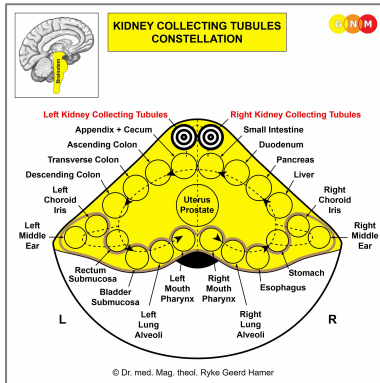 KIDNEY COLLECTING TUBULES
CONSTELLATION
G N M
Brainstem
Left Kidney Collecting Tubules
Right Kidney Collecting Tubules
Appendix + Cecum
Small Intestine
Ascending Colon
Duodenum
Transverse Colon
Pancreas
Descending Colon
Liver
Left
Choroid
Iris
Right
Choroid
Iris
Uterus
Prostate
Left
Middle
Ear
Right
Middle
Ear
Rectum
Submucosa
Stomach
Bladder
Submucosa
Left
Mouth
Pharynx
Right
Mouth
Pharynx
Esophagus
Left
Lung
Alveoli
Right
Lung
Alveoli
L
R
© Dr. med. Mag. theol. Ryke Geerd Hamer